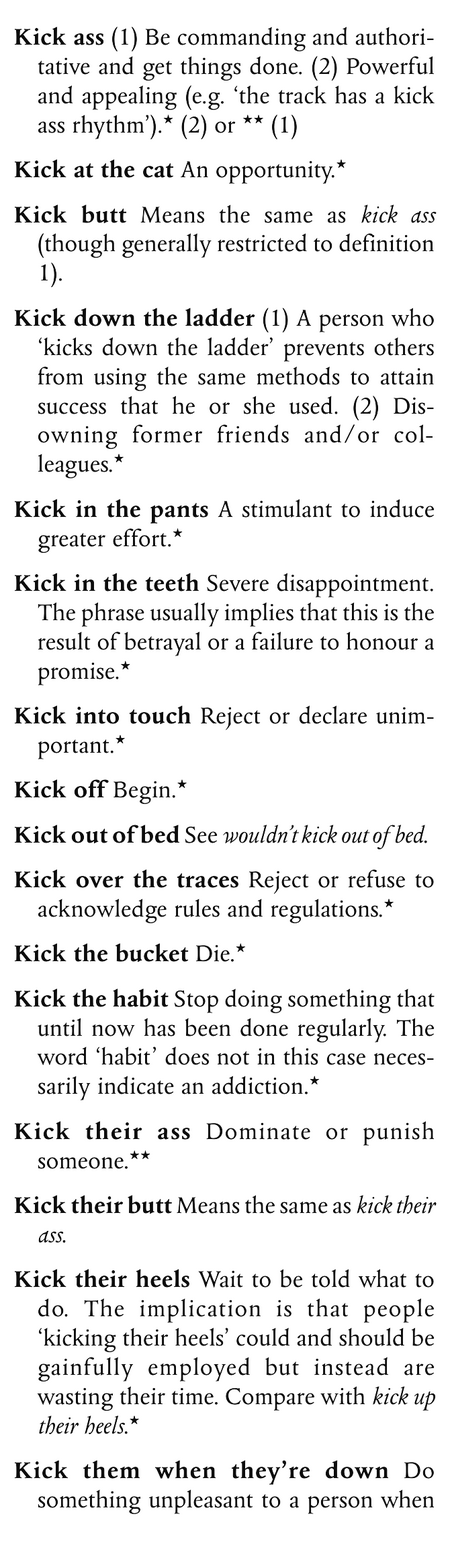 Kick ass (1) Be commanding and authori-
tative and get things done. (2) Powerful
and appealing (e.g. ‘the track has a kick
ass rhythm’).★ (2) or ★★ (1)
Kick at the cat An opportunity.★
Kick butt Means the same as kick ass
(though generally restricted to definition
1).
Kick down the ladder (1) A person who
‘kicks down the ladder’ prevents others
from using the same methods to attain
success that he or she used. (2) Dis-
owning former friends and/or col-
leagues.★
Kick in the pants A stimulant to induce
greater effort.★
Kick in the teeth Severe disappointment.
The phrase usually implies that this is the
result of betrayal or a failure to honour a
promise.★
Kick into touch Reject or declare unim-
portant.★
Kick off Begin.★
Kick out of bed See wouldn’t kick out of bed.
Kick over the traces Reject or refuse to
acknowledge rules and regulations.★
Kick the bucket Die.★
Kick the habit Stop doing something that
until now has been done regularly. The
word ‘habit’ does not in this case neces-
sarily indicate an addiction.★
Kick their ass Dominate or punish
someone.★★
Kick their butt Means the same as kick their
ass.
Kick their heels Wait to be told what to
do. The implication is that people
‘kicking their heels’ could and should be
gainfully employed but instead are
wasting their time. Compare with kick up
their heels.★
Kick them when they’re down Do
something unpleasant to a person when